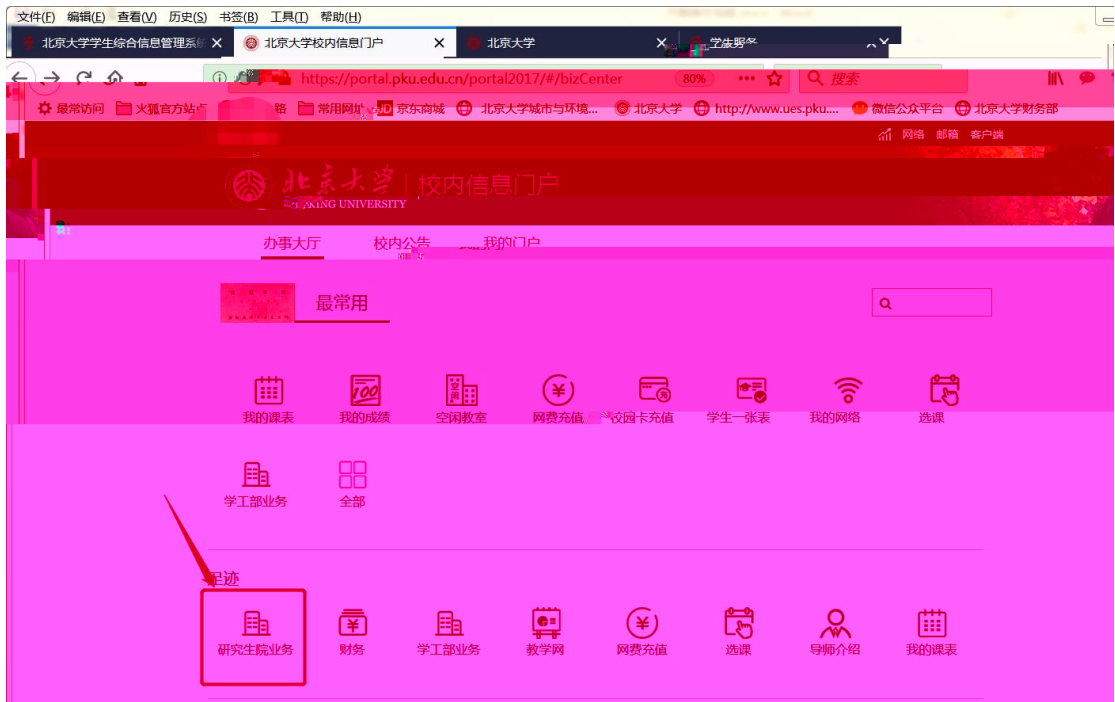 文件(F) 编辑(E) 查看(V) 历史(S) 书签(B) 工具(T) 帮助(H)
北京大学学生综合信息管理系统 北京大学校内信息门户 北京大学
https://portal.pku.edu.cn/portal2017/#/bizCenter 80% 搜索
最常访问 火狐官方站点 常用网址 JD 京东商城 北京大学城市与环境... 北京大学 http://www.ues.pku.... 微信公众平台 北京大学财务部
网络 邮箱 客户端
北京大学 校内信息门户
PEKING UNIVERSITY
办事大厅 校内公告 我的门户
最常用
100 空闲
我的课表 我的成绩 空闲教室 网费充值 校园卡充值 学生一张表 我的网络 选课
学工部业务 全部
足迹
研究生院业务 财务 学工部业务 教学网 网费充值 选课 导师介绍 我的课表